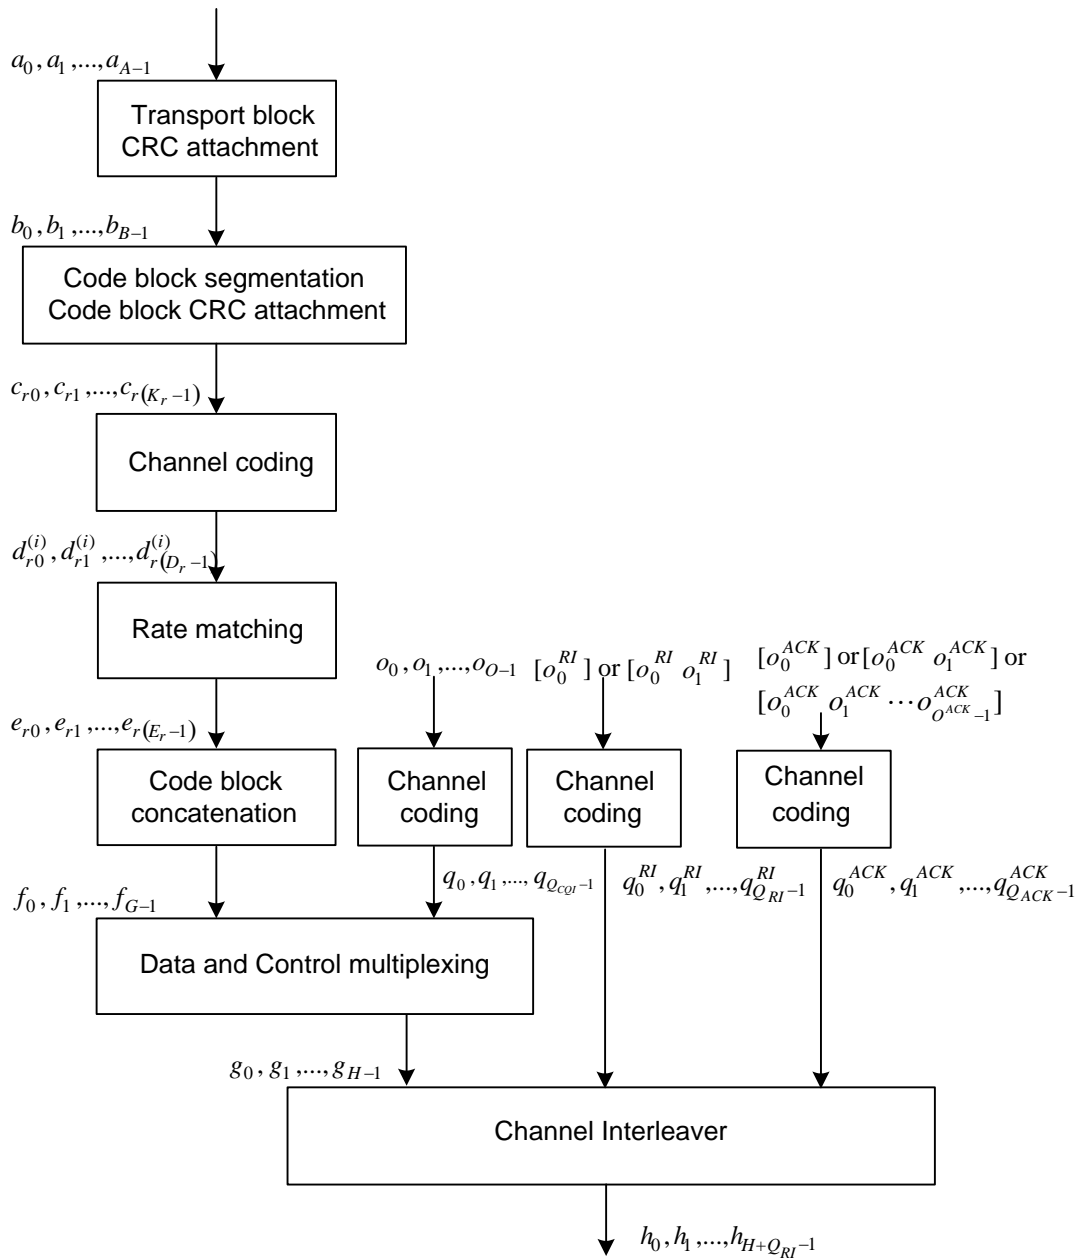 a_0, a_1,..., a_{A-1}
Transport block
CRC attachment
b_0, b_1,..., b_{B-1}
Code block segmentation
Code block CRC attachment
c_{r0}, c_{r1},..., c_{r(K_r-1)}
Channel coding
d_{r0}^{(i)}, d_{r1}^{(i)},..., d_{r(D_r-1)}^{(i)}
Rate matching
o_0, o_1,..., o_{O-1}
[o_0^{RI}] or [o_0^{RI} o_1^{RI}]
[o_0^{ACK}] or [o_0^{ACK} o_1^{ACK}] or
[o_0^{ACK} o_1^{ACK} ⋯ o_{O^{ACK}-1}^{ACK}]
e_{r0}, e_{r1},..., e_{r(E_r-1)}
Code block
concatenation
Channel
coding
Channel
coding
Channel
coding
f_0, f_1,..., f_{G-1}
q_0, q_1,..., q_{Q_{CQI}-1}
q_0^{RI}, q_1^{RI},..., q_{Q_{RI}-1}^{RI}
q_0^{ACK}, q_1^{ACK},..., q_{Q_{ACK}-1}^{ACK}
Data and Control multiplexing
g_0, g_1,..., g_{H-1}
Channel Interleaver
h_0, h_1,..., h_{H+Q_{RI}-1}